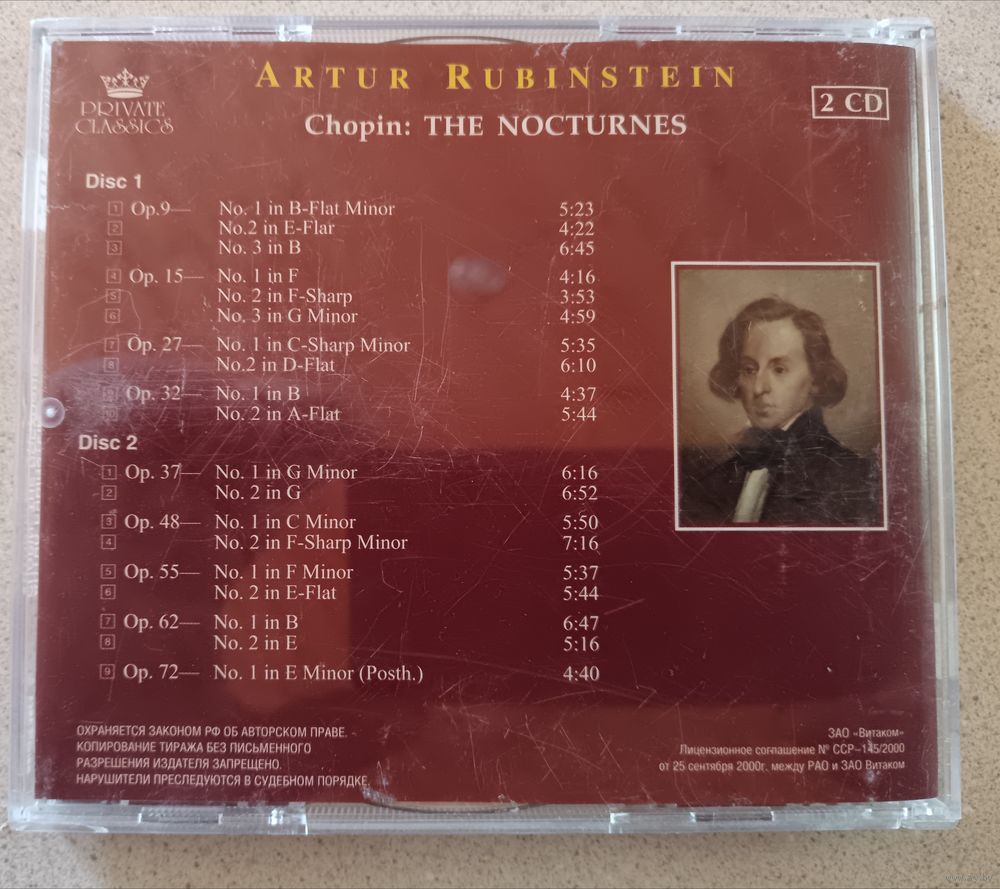 PRIVATE
CLASSICS
ARTUR RUBINSTEIN
Chopin: THE NOCTURNES
2 CD
Disc 1
1 Op.9— No. 1 in B-Flat Minor 5:23
2 No.2 in E-Flar 4:22
3 No. 3 in B 6:45
4 Op. 15— No. 1 in F 4:16
5 No. 2 in F-Sharp 3:53
6 No. 3 in G Minor 4:59
7 Op. 27— No. 1 in C-Sharp Minor 5:35
8 No.2 in D-Flat 6:10
9 Op. 32— No. 1 in B 4:37
10 No. 2 in A-Flat 5:44
Disc 2
1 Op. 37— No. 1 in G Minor 6:16
2 No. 2 in G 6:52
3 Op. 48— No. 1 in C Minor 5:50
4 No. 2 in F-Sharp Minor 7:16
5 Op. 55— No. 1 in F Minor 5:37
6 No. 2 in E-Flat 5:44
7 Op. 62— No. 1 in B 6:47
8 No. 2 in E 5:16
9 Op. 72— No. 1 in E Minor (Posth.) 4:40
ОХРАНЯЕТСЯ ЗАКОНОМ РФ ОБ АВТОРСКОМ ПРАВЕ.
КОПИРОВАНИЕ ТИРАЖА БЕЗ ПИСЬМЕННОГО
РАЗРЕШЕНИЯ ИЗДАТЕЛЯ ЗАПРЕЩЕНО.
НАРУШИТЕЛИ ПРЕСЛЕДУЮТСЯ В СУДЕБНОМ ПОРЯДКЕ.
ЗАО «Витаком»
Лицензионное соглашение № ССР–145/2000
от 25 сентября 2000г. между РАО и ЗАО Витаком